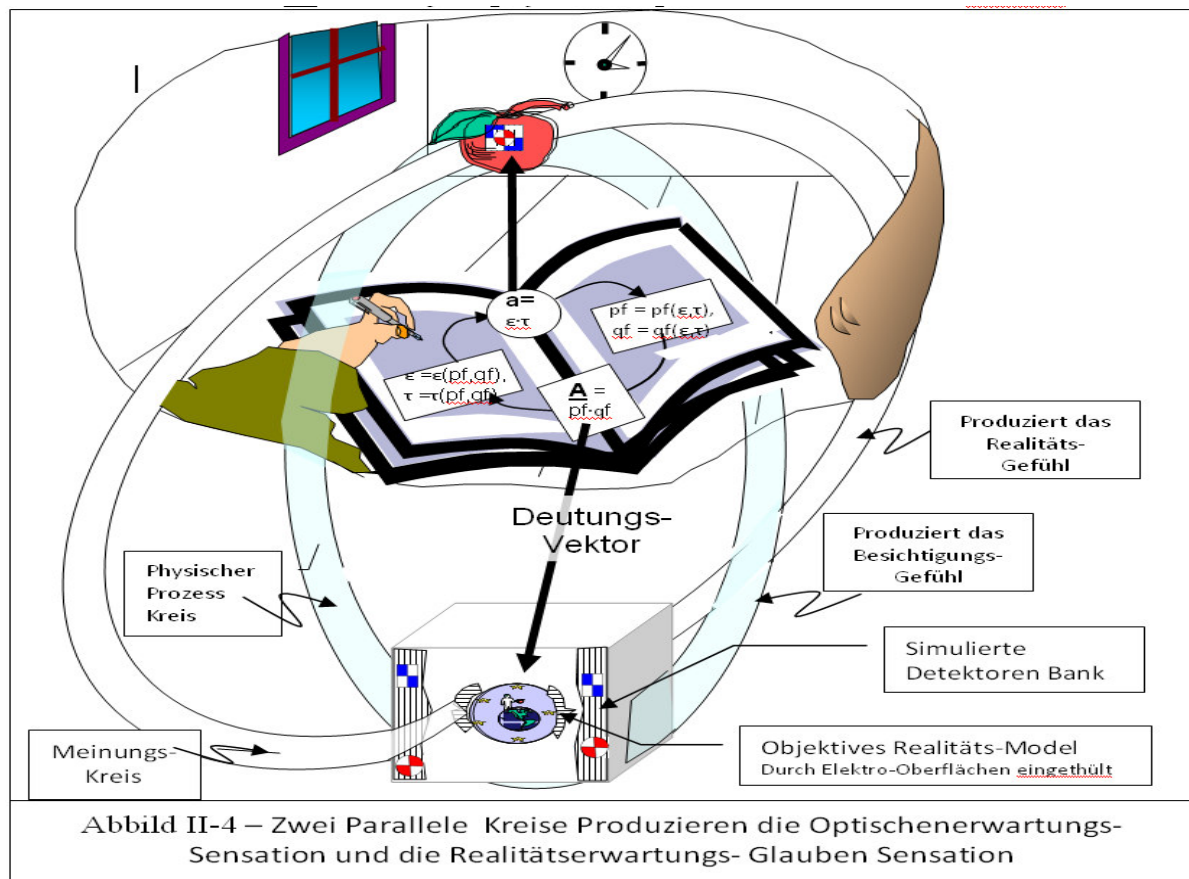 a=
ε·τ
pf = pf(ε,τ),
qf = qf(ε,τ)
ε =ε(pf,qf),
τ =τ(pf,qf)
A =
pf·qf
Produziert das
Realitäts-
Gefühl
Deutungs-
Vektor
Produziert das
Besichtigungs-
Gefühl
Physischer
Prozess
Kreis
Simulierte
Detektoren Bank
Meinungs-
Kreis
Objektives Realitäts-Model
Durch Elektro-Oberflächen eingethült
Abbild II-4 – Zwei Parallele Kreise Produzieren die Optischenerwartungs-
Sensation und die Realitätserwartungs- Glauben Sensation